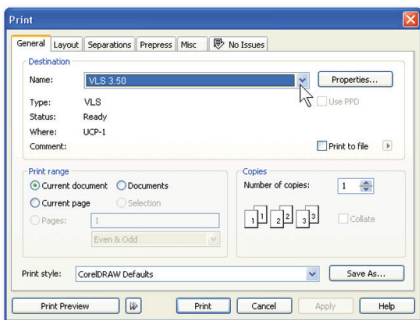 Print
General Layout Separations Prepress Misc No Issues
Destination
Name: VLS 3.50 Properties...
Type: VLS Use PPD
Status: Ready
Where: UCP-1
Comment: Print to file
Print range
Current document Documents
Current page Selection
Pages: 1
Even & Odd
Copies
Number of copies: 1
1 1 2 2 3 3 Collate
Print style: CorelDRAW Defaults Save As...
Print Preview Print Cancel Apply Help